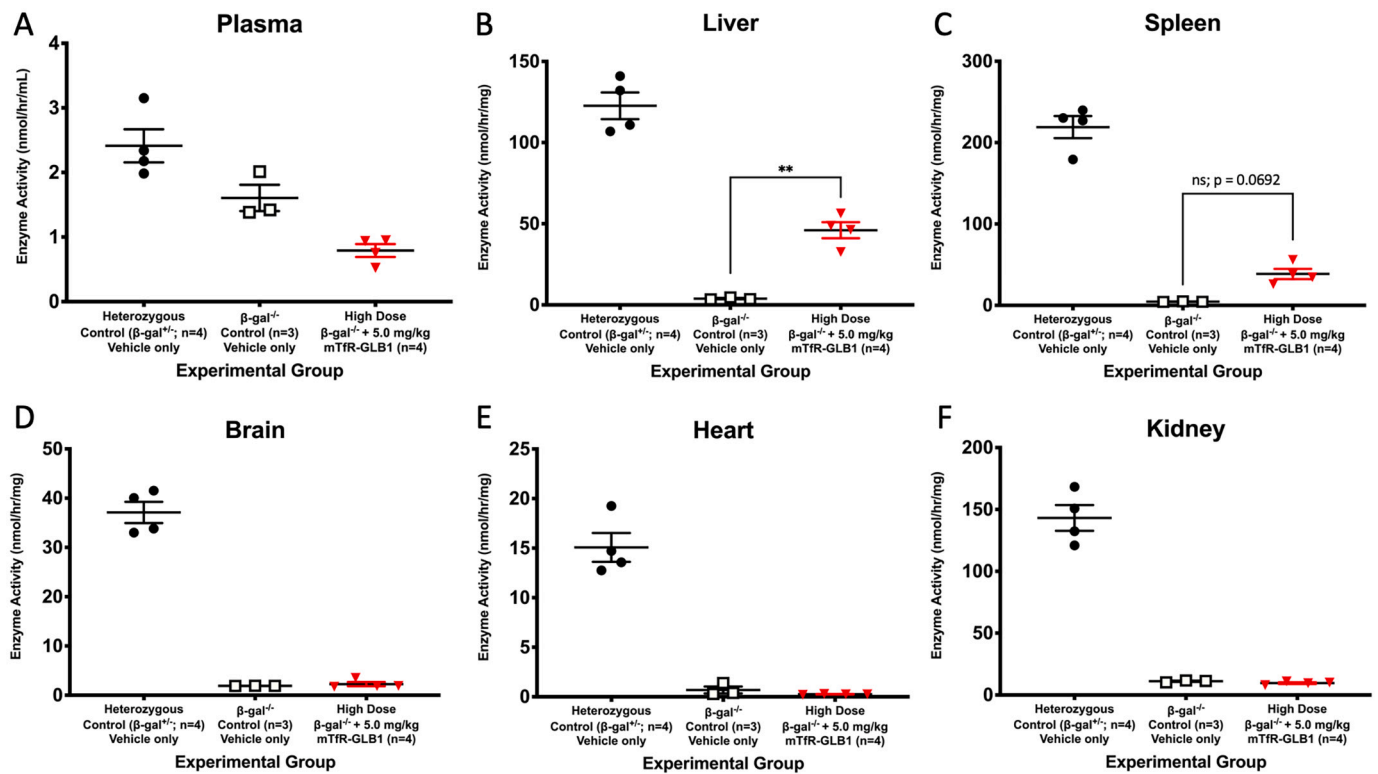 A
Plasma
Enzyme Activity (nmol/hr/mL)
4
3
2
1
0
Heterozygous
Control (β-gal⁺/⁻; n=4)
Vehicle only
β-gal⁻/⁻
Control (n=3)
Vehicle only
High Dose
β-gal⁻/⁻ + 5.0 mg/kg
mTfR-GLB1 (n=4)
Experimental Group
B
Liver
Enzyme Activity (nmol/hr/mg)
150
100
50
0
**
Heterozygous
Control (β-gal⁺/⁻; n=4)
Vehicle only
β-gal⁻/⁻
Control (n=3)
Vehicle only
High Dose
β-gal⁻/⁻ + 5.0 mg/kg
mTfR-GLB1 (n=4)
Experimental Group
C
Spleen
Enzyme Activity (nmol/hr/mg)
300
200
100
0
ns; p = 0.0692
Heterozygous
Control (β-gal⁺/⁻; n=4)
Vehicle only
β-gal⁻/⁻
Control (n=3)
Vehicle only
High Dose
β-gal⁻/⁻ + 5.0 mg/kg
mTfR-GLB1 (n=4)
Experimental Group
D
Brain
Enzyme Activity (nmol/hr/mg)
50
40
30
20
10
0
Heterozygous
Control (β-gal⁺/⁻; n=4)
Vehicle only
β-gal⁻/⁻
Control (n=3)
Vehicle only
High Dose
β-gal⁻/⁻ + 5.0 mg/kg
mTfR-GLB1 (n=4)
Experimental Group
E
Heart
Enzyme Activity (nmol/hr/mg)
25
20
15
10
5
0
Heterozygous
Control (β-gal⁺/⁻; n=4)
Vehicle only
β-gal⁻/⁻
Control (n=3)
Vehicle only
High Dose
β-gal⁻/⁻ + 5.0 mg/kg
mTfR-GLB1 (n=4)
Experimental Group
F
Kidney
Enzyme Activity (nmol/hr/mg)
200
150
100
50
0
Heterozygous
Control (β-gal⁺/⁻; n=4)
Vehicle only
β-gal⁻/⁻
Control (n=3)
Vehicle only
High Dose
β-gal⁻/⁻ + 5.0 mg/kg
mTfR-GLB1 (n=4)
Experimental Group